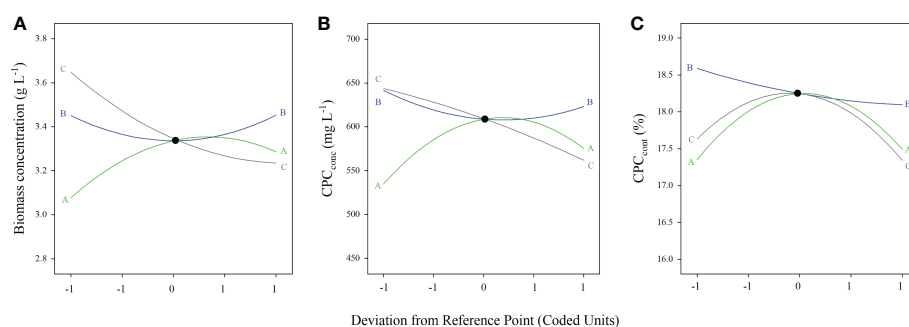 A
Biomass concentration (g L⁻¹)
3.8
3.6
3.4
3.2
3.0
2.8
C
B
A
B
A
C
-1
-1
0
1
1
B
CPC_conc (mg L⁻¹)
700
650
600
550
500
450
C
B
A
B
A
C
-1
-1
0
1
1
C
CPC_cont (%)
19.0
18.5
18.0
17.5
17.0
16.5
16.0
B
C
A
B
A
C
-1
-1
0
1
1
Deviation from Reference Point (Coded Units)